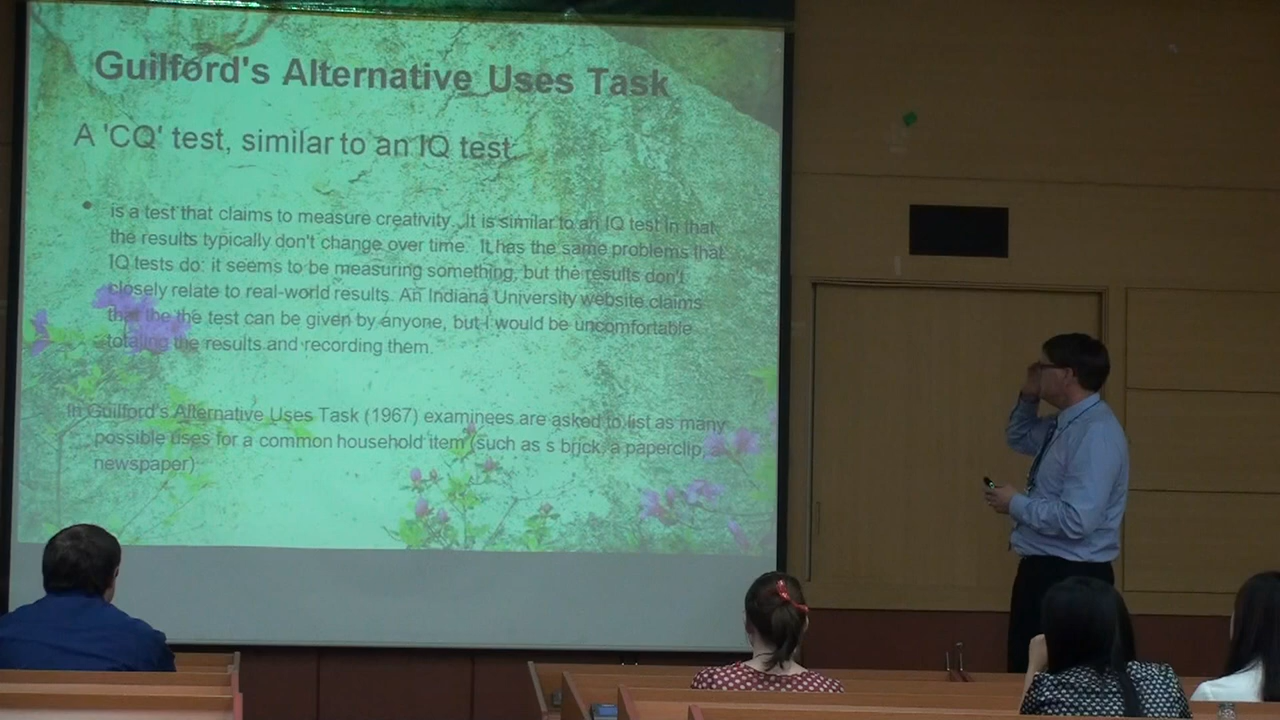 Guilford's Alternative Uses Task
A 'CQ' test, similar to an IQ test
• is a test that claims to measure creativity. It is similar to an IQ test in that
the results typically don't change over time. It has the same problems that
IQ tests do: it seems to be measuring something, but the results don't
closely relate to real-world results. An Indiana University website claims
that the the test can be given by anyone, but I would be uncomfortable
totaling the results and recording them.
In Guilford's Alternative Uses Task (1967) examinees are asked to list as many
possible uses for a common household item (such as s brick, a paperclip, a
newspaper)